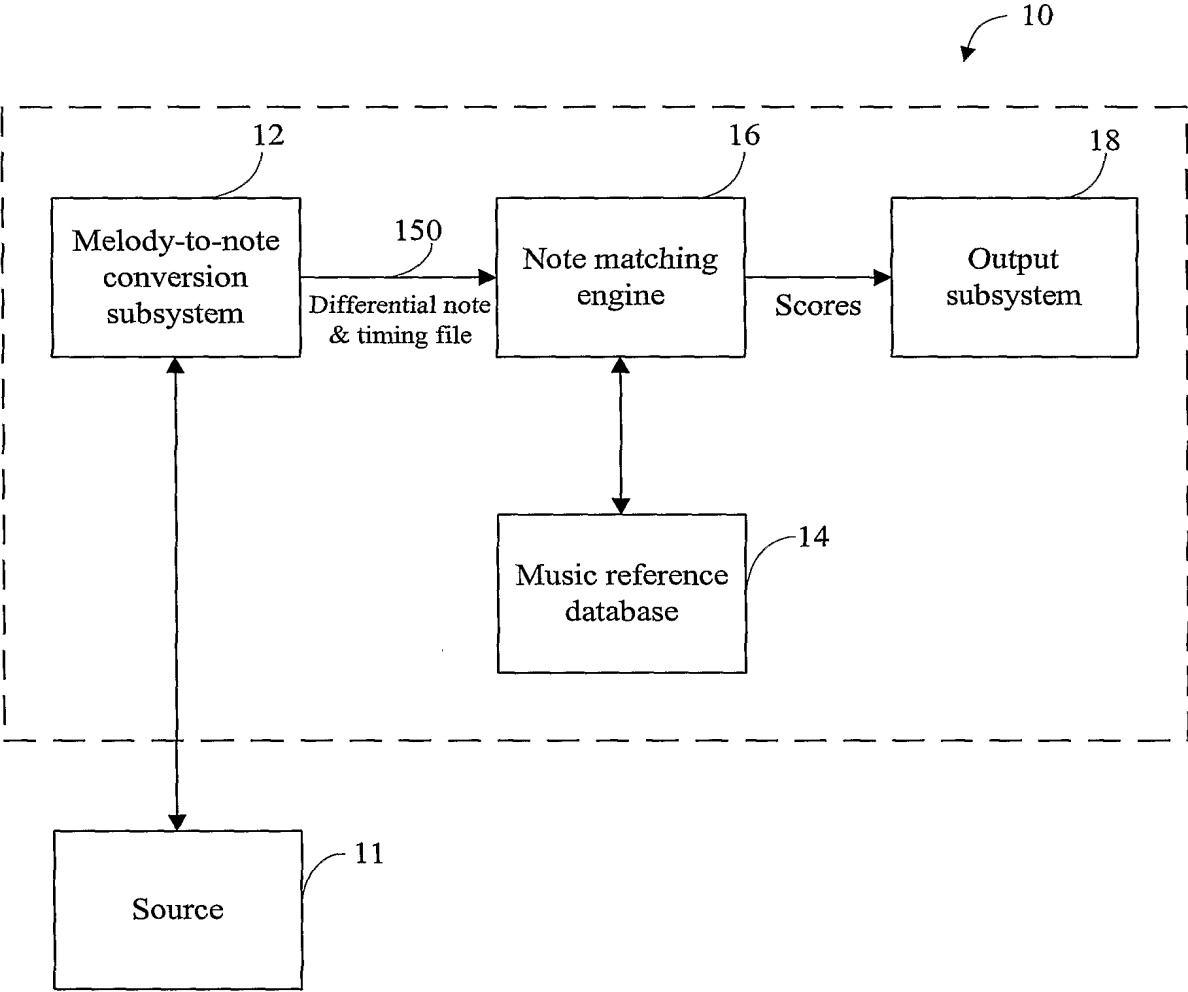 10
12
16
18
Melody-to-note
conversion
subsystem
150
Differential note
& timing file
Note matching
engine
Scores
Output
subsystem
14
Music reference
database
11
Source